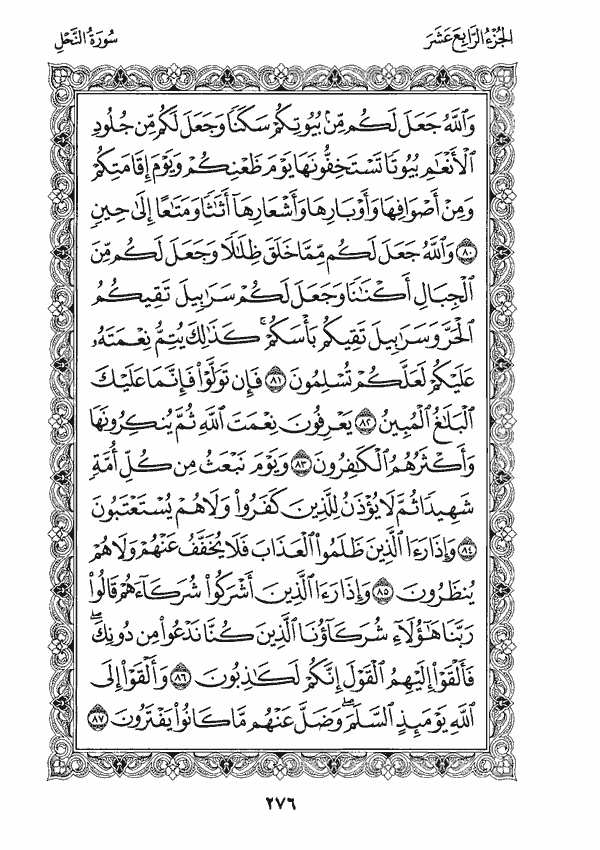 الجزء الرابع عشر
سورة النحل
وَٱللَّهُ جَعَلَ لَكُم مِّنۢ بُيُوتِكُمْ سَكَنًا وَجَعَلَ لَكُم مِّن جُلُودِ
ٱلْأَنْعَٰمِ بُيُوتًا تَسْتَخِفُّونَهَا يَوْمَ ظَعْنِكُمْ وَيَوْمَ إِقَامَتِكُمْ
وَمِنْ أَصْوَافِهَا وَأَوْبَارِهَا وَأَشْعَارِهَآ أَثَٰثًا وَمَتَٰعًا إِلَىٰ حِينٍ
٨٠ وَٱللَّهُ جَعَلَ لَكُم مِّمَّا خَلَقَ ظِلَٰلًا وَجَعَلَ لَكُم مِّنَ
ٱلْجِبَالِ أَكْنَٰنًا وَجَعَلَ لَكُمْ سَرَٰبِيلَ تَقِيكُمُ
ٱلْحَرَّ وَسَرَٰبِيلَ تَقِيكُم بَأْسَكُمْ ۚ كَذَٰلِكَ يُتِمُّ نِعْمَتَهُۥ
عَلَيْكُمْ لَعَلَّكُمْ تُسْلِمُونَ ٨١ فَإِن تَوَلَّوْا۟ فَإِنَّمَا عَلَيْكَ
ٱلْبَلَٰغُ ٱلْمُبِينُ ٨٢ يَعْرِفُونَ نِعْمَتَ ٱللَّهِ ثُمَّ يُنكِرُونَهَا
وَأَكْثَرُهُمُ ٱلْكَٰفِرُونَ ٨٣ وَيَوْمَ نَبْعَثُ مِن كُلِّ أُمَّةٍ
شَهِيدًا ثُمَّ لَا يُؤْذَنُ لِلَّذِينَ كَفَرُوا۟ وَلَا هُمْ يُسْتَعْتَبُونَ
٨٤ وَإِذَا رَءَا ٱلَّذِينَ ظَلَمُوا۟ ٱلْعَذَابَ فَلَا يُخَفَّفُ عَنْهُمْ وَلَا هُمْ
يُنظَرُونَ ٨٥ وَإِذَا رَءَا ٱلَّذِينَ أَشْرَكُوا۟ شُرَكَآءَهُمْ قَالُوا۟
رَبَّنَا هَٰٓؤُلَآءِ شُرَكَآؤُنَا ٱلَّذِينَ كُنَّا نَدْعُوا۟ مِن دُونِكَ ۖ
فَأَلْقَوْا۟ إِلَيْهِمُ ٱلْقَوْلَ إِنَّكُمْ لَكَٰذِبُونَ ٨٦ وَأَلْقَوْا۟ إِلَى
ٱللَّهِ يَوْمَئِذٍ ٱلسَّلَمَ ۖ وَضَلَّ عَنْهُم مَّا كَانُوا۟ يَفْتَرُونَ ٨٧
٢٧٦